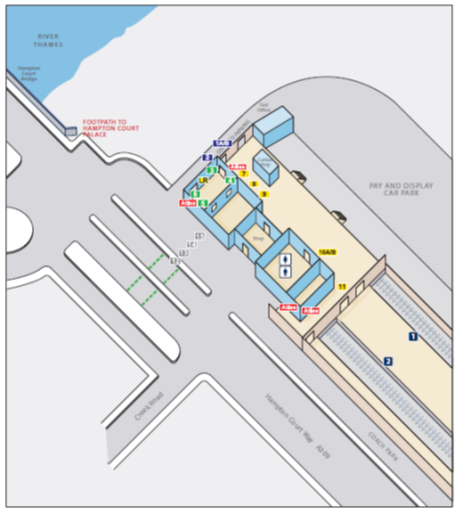 RIVER
THAMES
Hampton
Court
Bridge
FOOTPATH TO
HAMPTON COURT
PALACE
Taxi
Office
1A/B
2
3
7
4
8
9
LR
6
5
PAY AND DISPLAY
CAR PARK
Shop
10A/B
11
1
2
Creek Road
Hampton Court Way A309
COACH PARK